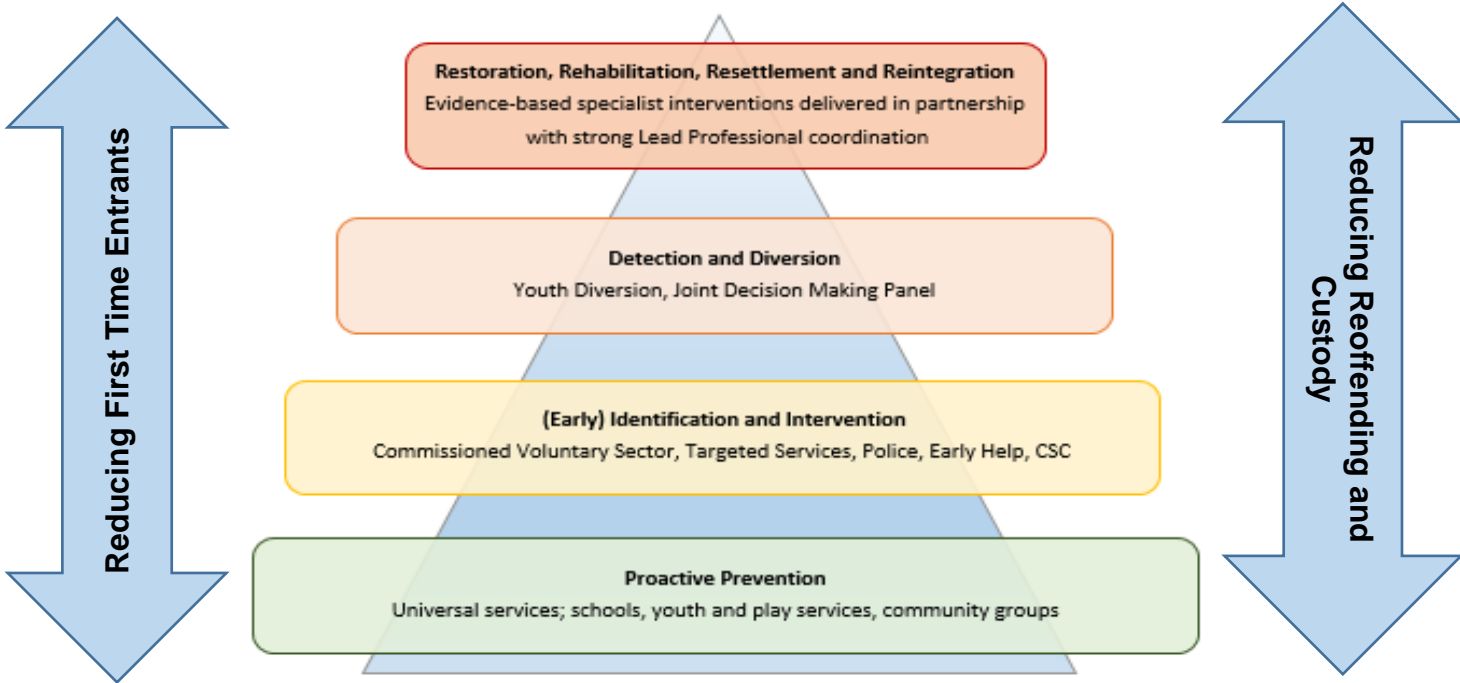 Reducing First Time Entrants
Restoration, Rehabilitation, Resettlement and Reintegration
Evidence-based specialist interventions delivered in partnership
with strong Lead Professional coordination
Detection and Diversion
Youth Diversion, Joint Decision Making Panel
(Early) Identification and Intervention
Commissioned Voluntary Sector, Targeted Services, Police, Early Help, CSC
Proactive Prevention
Universal services; schools, youth and play services, community groups
Reducing Reoffending and
Custody